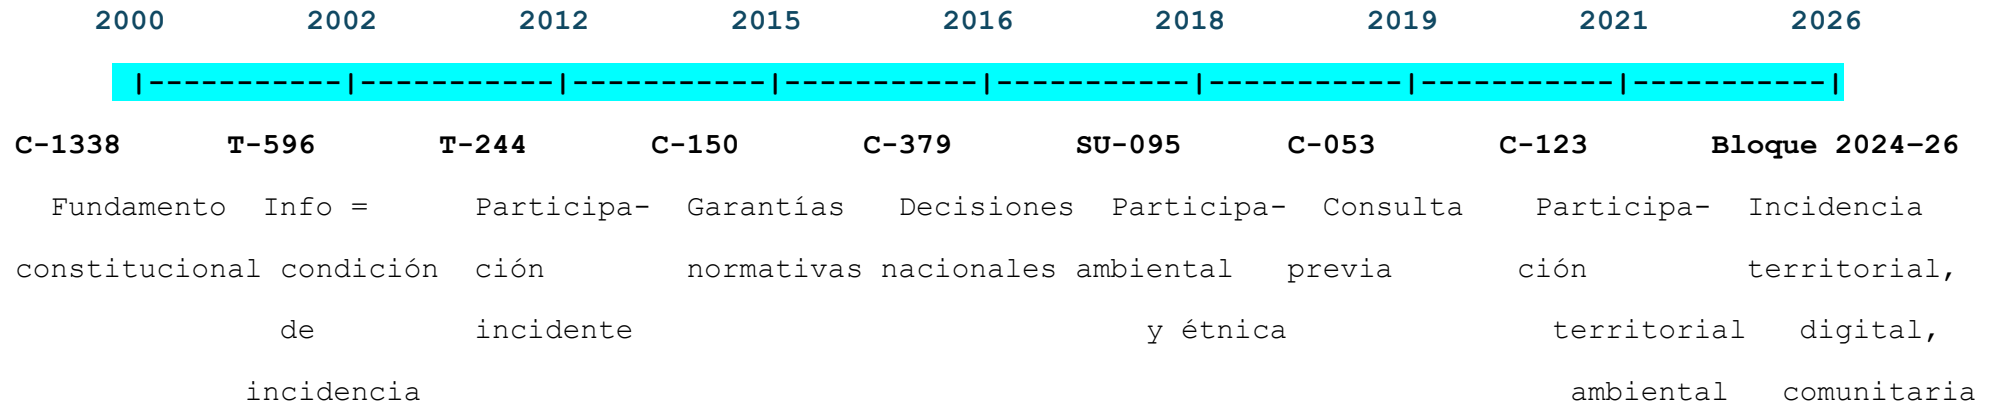 2000 2002 2012 2015 2016 2018 2019 2021 2026
|-----------|-----------|-----------|-----------|-----------|-----------|-----------|-----------|
C-1338 T-596 T-244 C-150 C-379 SU-095 C-053 C-123 Bloque 2024–26
Fundamento Info = Participa- Garantías Decisiones Participa- Consulta Participa- Incidencia
constitucional condición ción normativas nacionales ambiental previa ción territorial,
de incidente y étnica territorial digital,
incidencia ambiental comunitaria